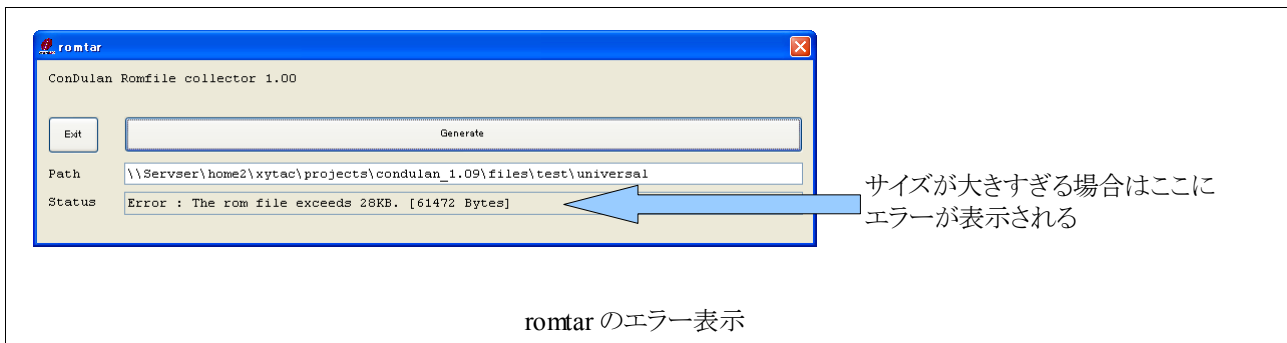 romtar
ConDulan Romfile collector 1.00
Exit
Generate
Path
\\Servser\home2\xytac\projects\condulan_1.09\files\test\universal
Status
Error : The rom file exceeds 28KB. [61472 Bytes]
サイズが大きすぎる場合はここに
エラーが表示される
romtar のエラー表示